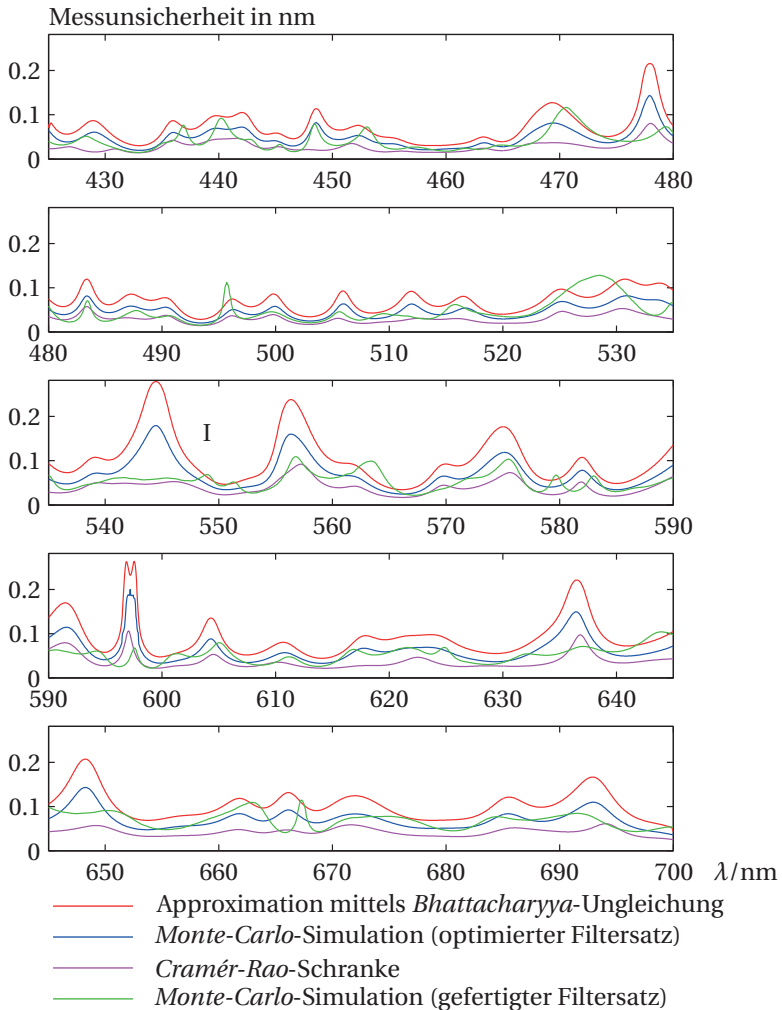 Messunsicherheit in nm
0.2
0.1
0
430 440 450 460 470 480
0.2
0.1
0
480 490 500 510 520 530
0.2
0.1
0
I
540 550 560 570 580 590
0.2
0.1
0
590 600 610 620 630 640
0.2
0.1
0
650 660 670 680 690 700 λ/nm
Approximation mittels Bhattacharyya-Ungleichung
Monte-Carlo-Simulation (optimierter Filtersatz)
Cramér-Rao-Schranke
Monte-Carlo-Simulation (gefertigter Filtersatz)